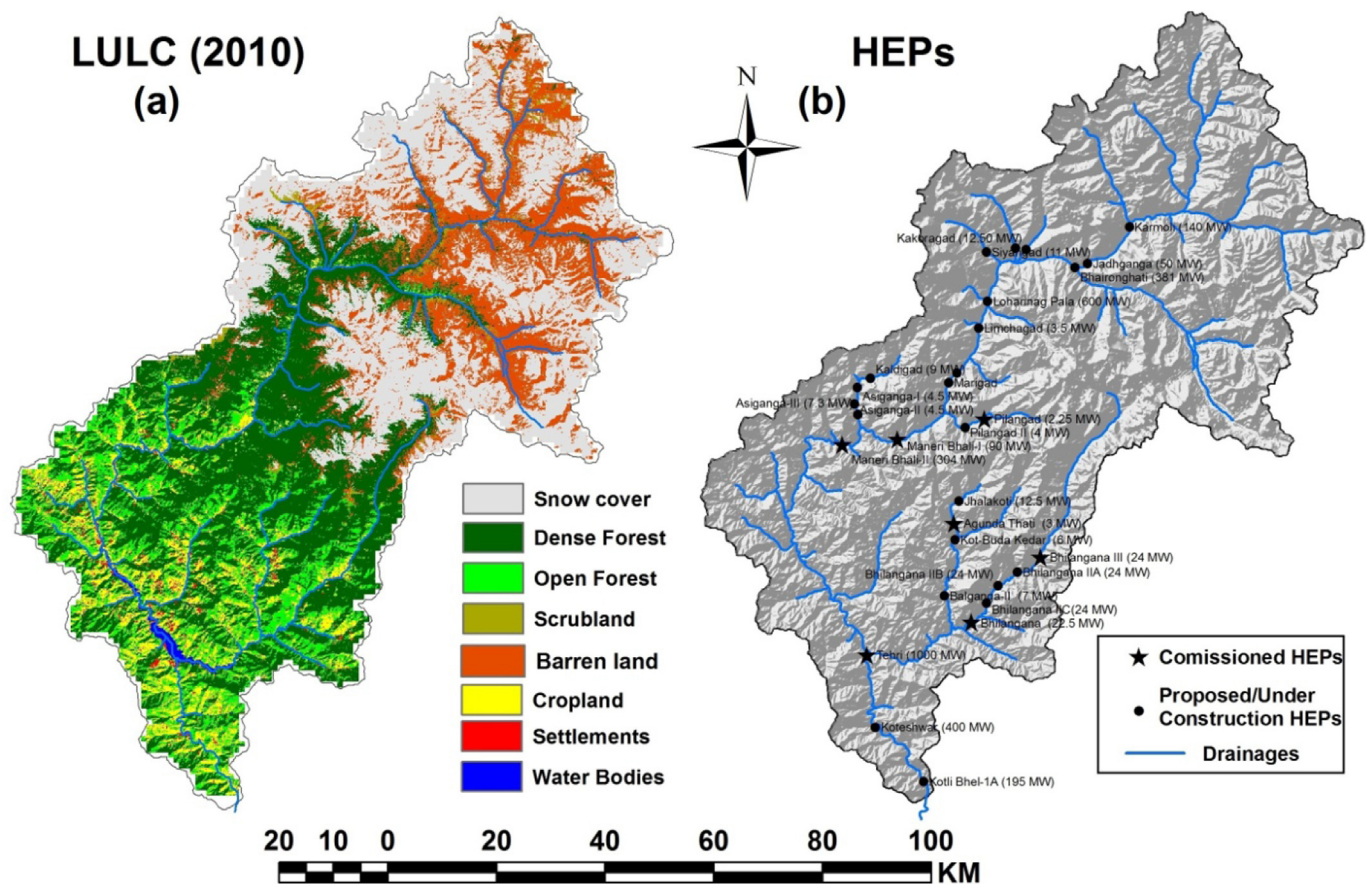 LULC (2010)
(a)
Snow cover
Dense Forest
Open Forest
Scrubland
Barren land
Cropland
Settlements
Water Bodies
N
HEPs
(b)
Karmoli (140 MW)
Kakoragad (12.50 MW)
Siyangad (11 MW)
Jadhganga (50 MW)
Bhaironghati (381 MW)
Loharinag Pala (600 MW)
Limchagad (3.5 MW)
Kaldigad (9 MW)
Marigad
Asiganga-I (4.5 MW)
Asiganga-III (7.3 MW)
Asiganga-II (4.5 MW)
Pilangad (2.25 MW)
Pilangad II (4 MW)
Maneri Bhali-I (90 MW)
Maneri Bhali-II (304 MW)
Jhalakoti (12.5 MW)
Agunda Thati (3 MW)
Kot-Buda Kedar (6 MW)
Bhilangana III (24 MW)
Bhilangana IIA (24 MW)
Bhilangana IIB (24 MW)
Balganga-II (7 MW)
Bhilangana IIC(24 MW)
Bhilangana (22.5 MW)
Tehri (1000 MW)
Koteshwar (400 MW)
Kotli Bhel-1A (195 MW)
Comissioned HEPs
Proposed/Under
Construction HEPs
Drainages
20 10 0 20 40 60 80 100
KM